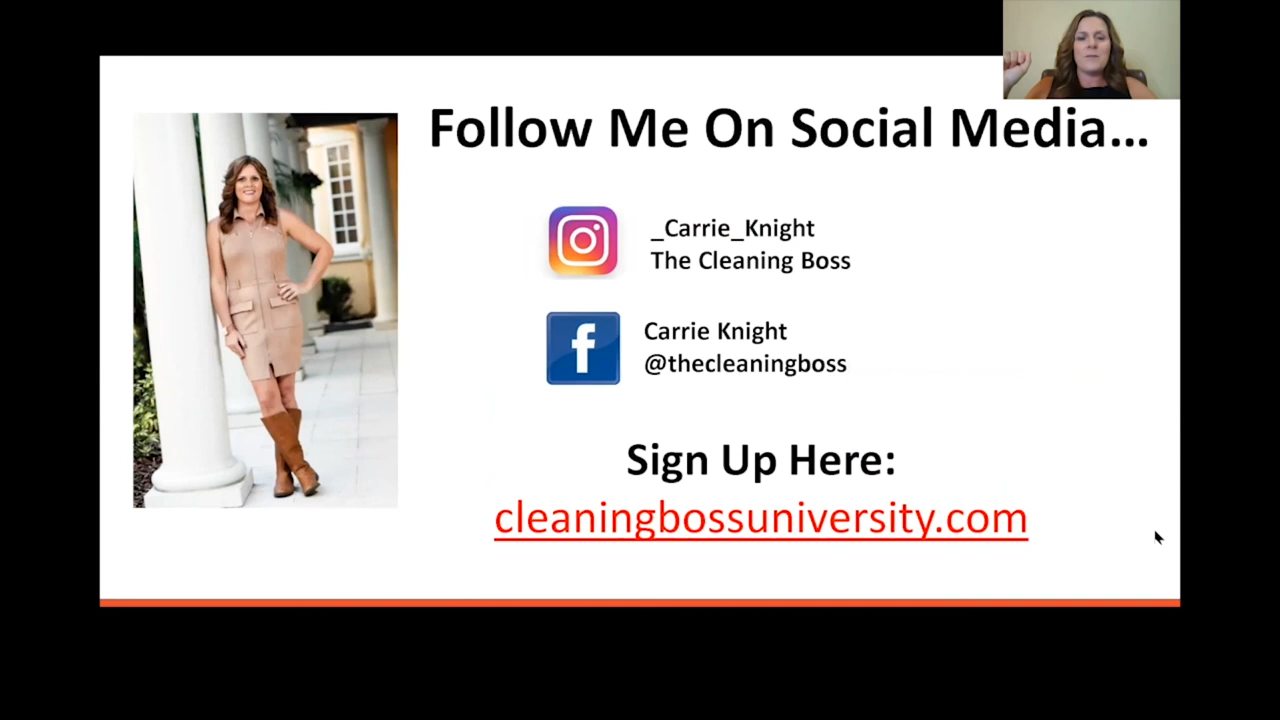 Follow Me On Social Media...
_Carrie_Knight
The Cleaning Boss
f
Carrie Knight
@thecleaningboss
Sign Up Here:
cleaningbossuniversity.com